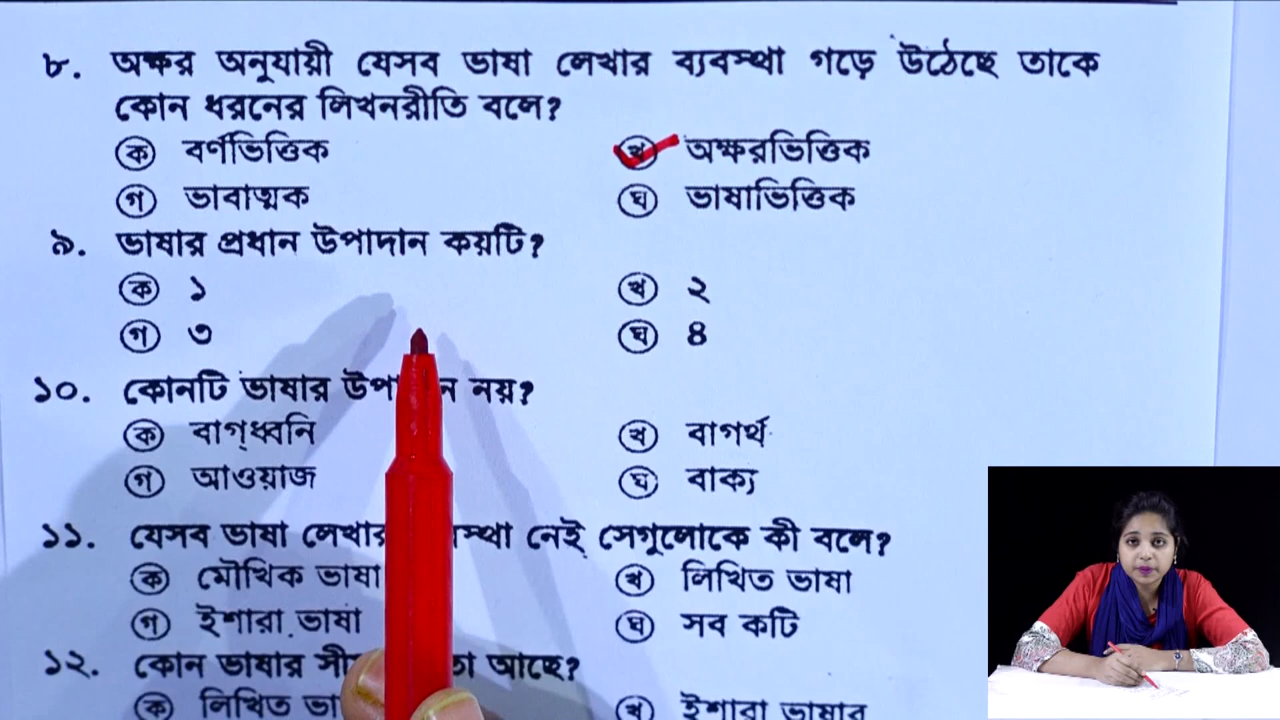 ৮. অক্ষর অনুযায়ী যেসব ভাষা লেখার ব্যবস্থা গড়ে উঠেছে তাকে
কোন ধরনের লিখনরীতি বলে?
ক বর্ণভিত্তিক খ অক্ষরভিত্তিক
গ ভাবাত্মক ঘ ভাষাভিত্তিক
৯. ভাষার প্রধান উপাদান কয়টি?
ক ১ খ ২
গ ৩ ঘ ৪
১০. কোনটি ভাষার নয়?
ক বাগ্‌ধ্বনি খ বাগর্থ
গ আওয়াজ ঘ বাক্য
১১. যেসব ভাষা লেখার নেই সেগুলোকে কী বলে?
ক মৌখিক ভাষা খ লিখিত ভাষা
গ ইশারা ভাষা ঘ সব কটি
১২. কোন ভাষার আছে?
ক লিখিত খ ইশারা ভাষার